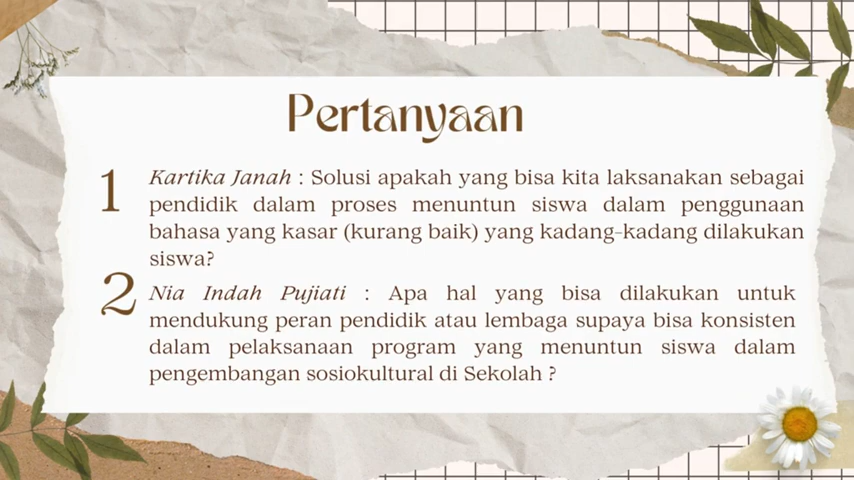 Pertanyaan
1
Kartika Janah : Solusi apakah yang bisa kita laksanakan sebagai
pendidik dalam proses menuntun siswa dalam penggunaan
bahasa yang kasar (kurang baik) yang kadang-kadang dilakukan
siswa?
2
Nia Indah Pujiati : Apa hal yang bisa dilakukan untuk
mendukung peran pendidik atau lembaga supaya bisa konsisten
dalam pelaksanaan program yang menuntun siswa dalam
pengembangan sosiokultural di Sekolah ?